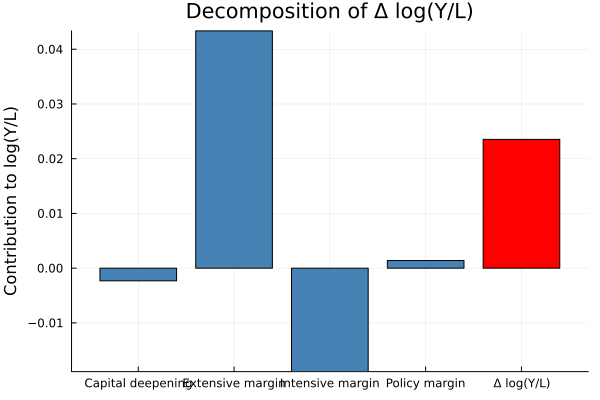 Decomposition of Δ log(Y/L)
Contribution to log(Y/L)
0.04
0.03
0.02
0.01
0.00
−0.01
Capital deepening Extensive margin Intensive margin Policy margin Δ log(Y/L)